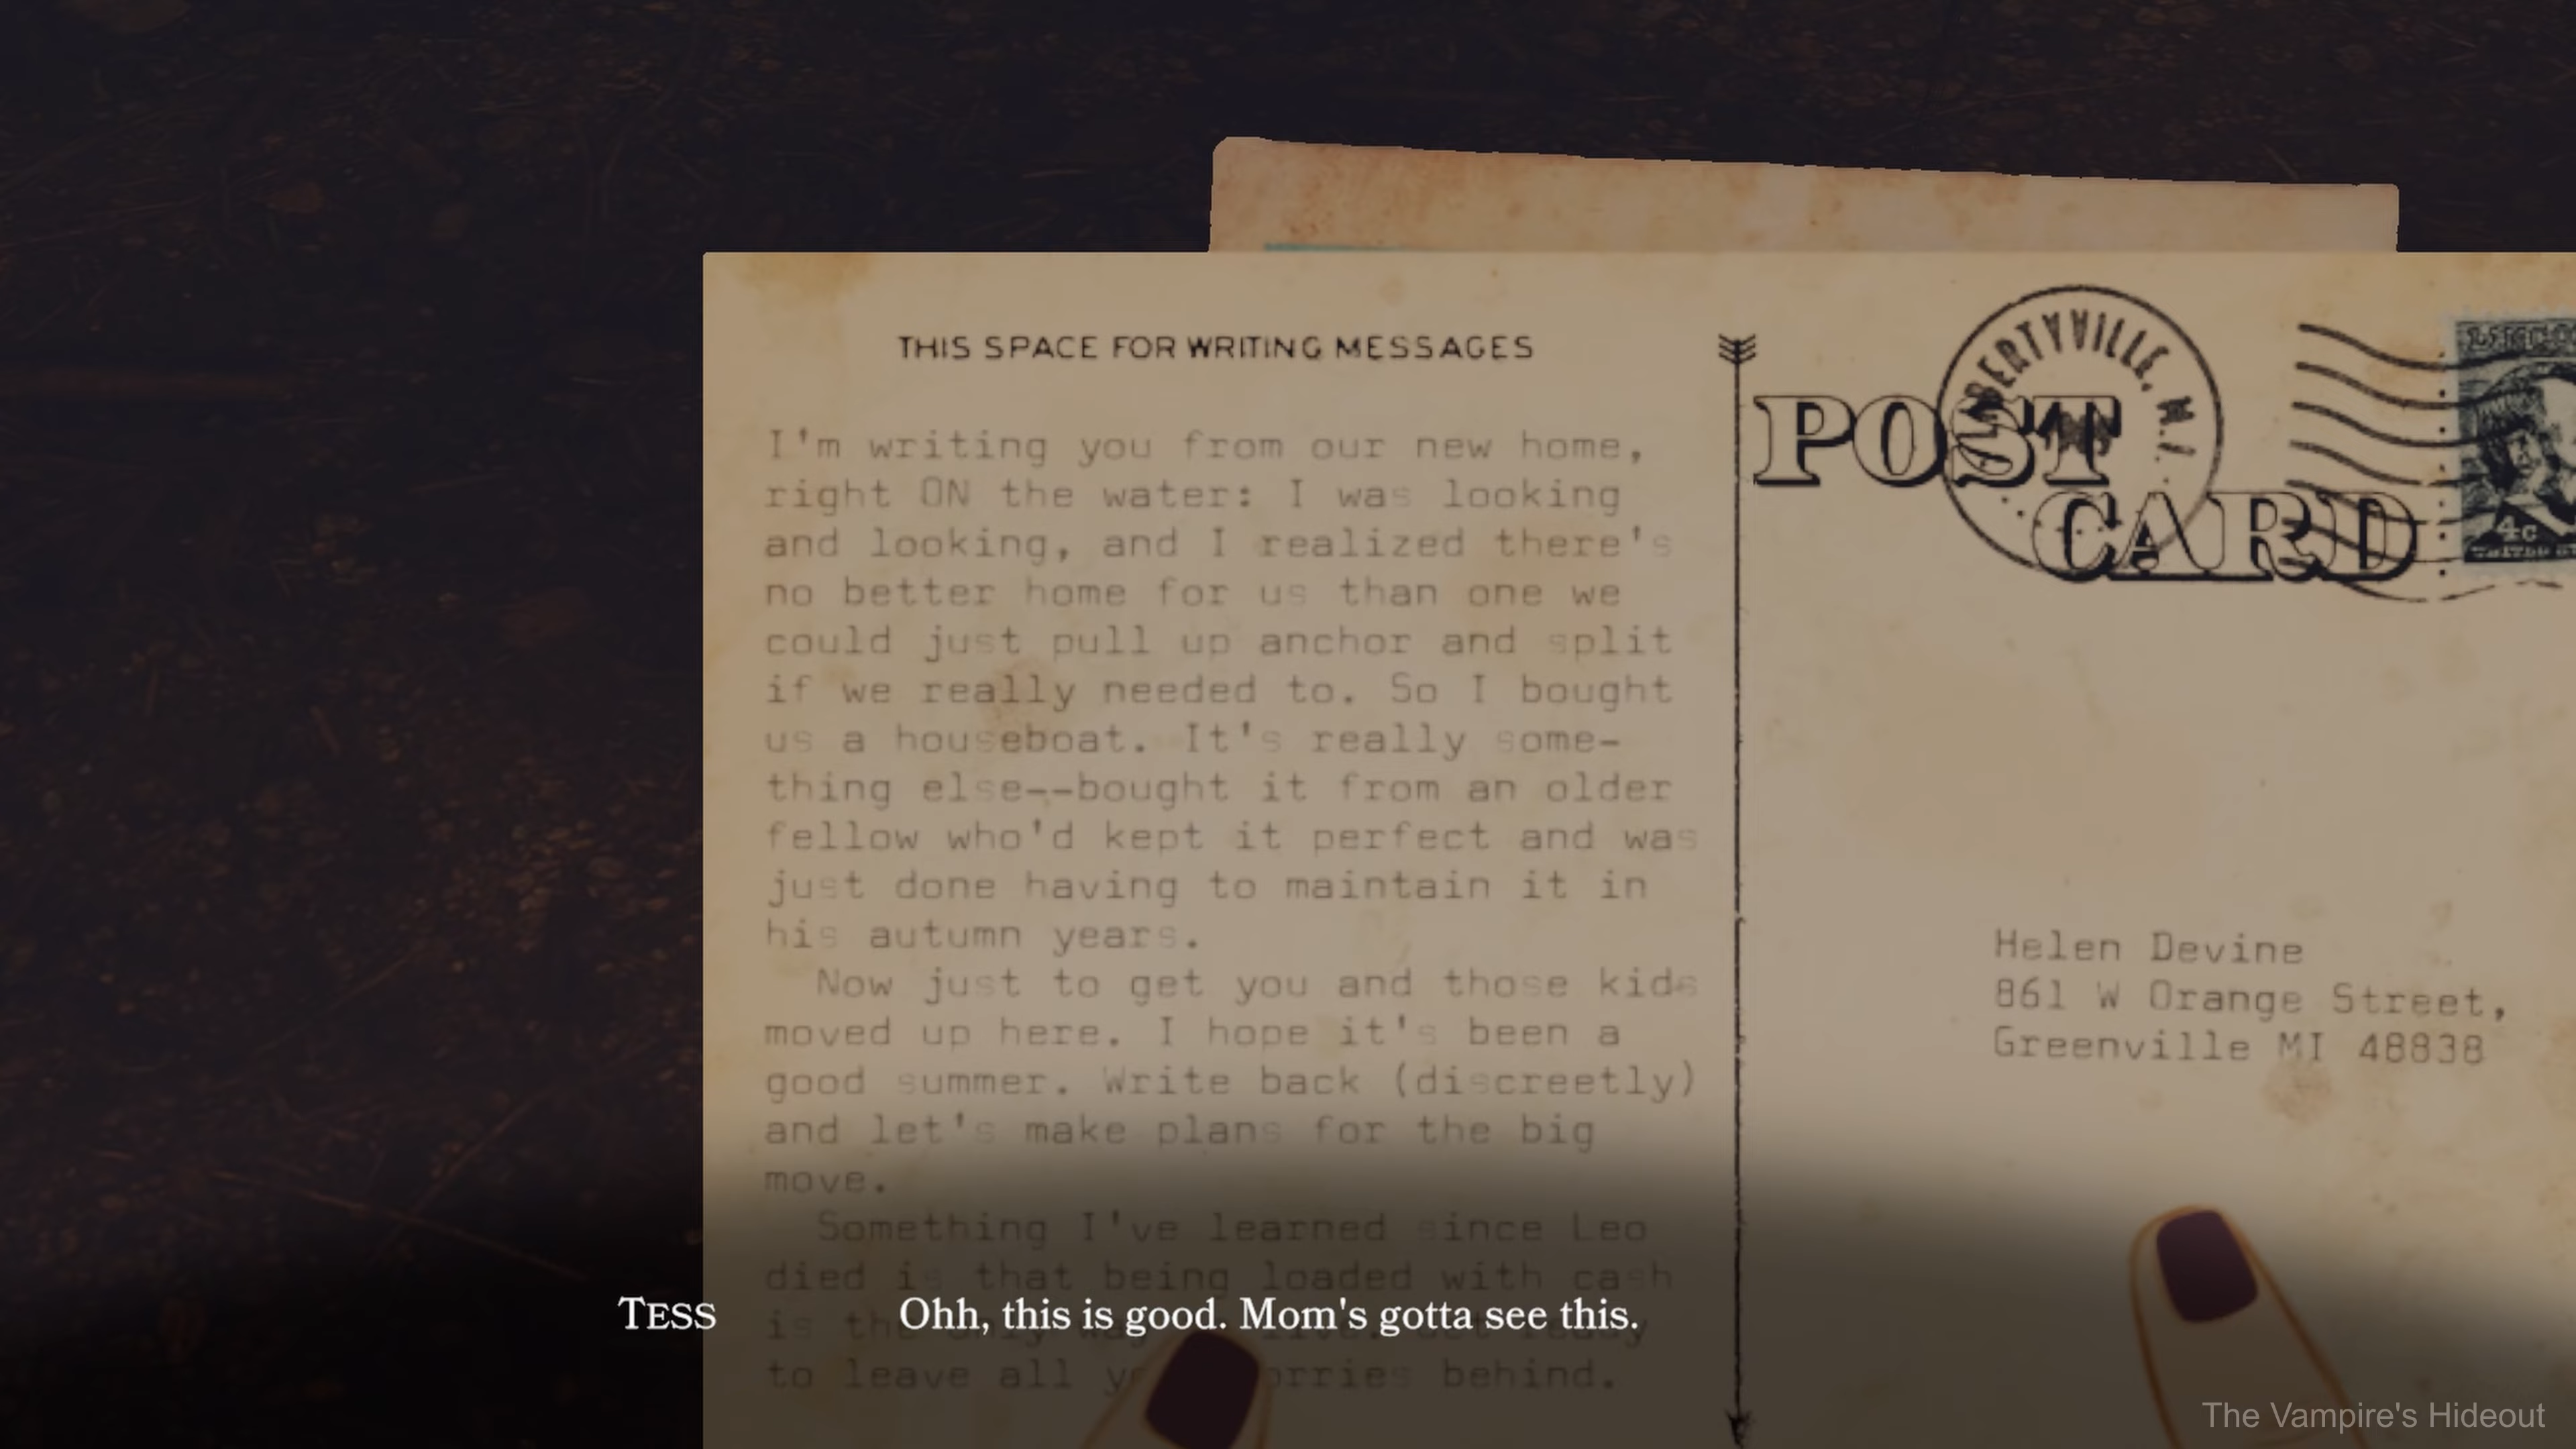 THIS SPACE FOR WRITING MESSAGES
I'm writing you from our new home,
right ON the water: I was looking
and looking, and I realized there's
no better home for us than one we
could just pull up anchor and split
if we really needed to. So I bought
us a houseboat. It's really some-
thing else--bought it from an older
fellow who'd kept it perfect and was
just done having to maintain it in
his autumn years.
Now just to get you and those kids
moved up here. I hope it's been a
good summer. Write back (discreetly)
and let's make plans for the big
move.
Something I've learned since Leo
died is that being loaded with cash
is the only
to leave all behind.
POST
CARD
4c
Helen Devine
861 W Orange Street,
Greenville MI 48838
TESS Ohh, this is good. Mom's gotta see this.
The Vampire's Hideout